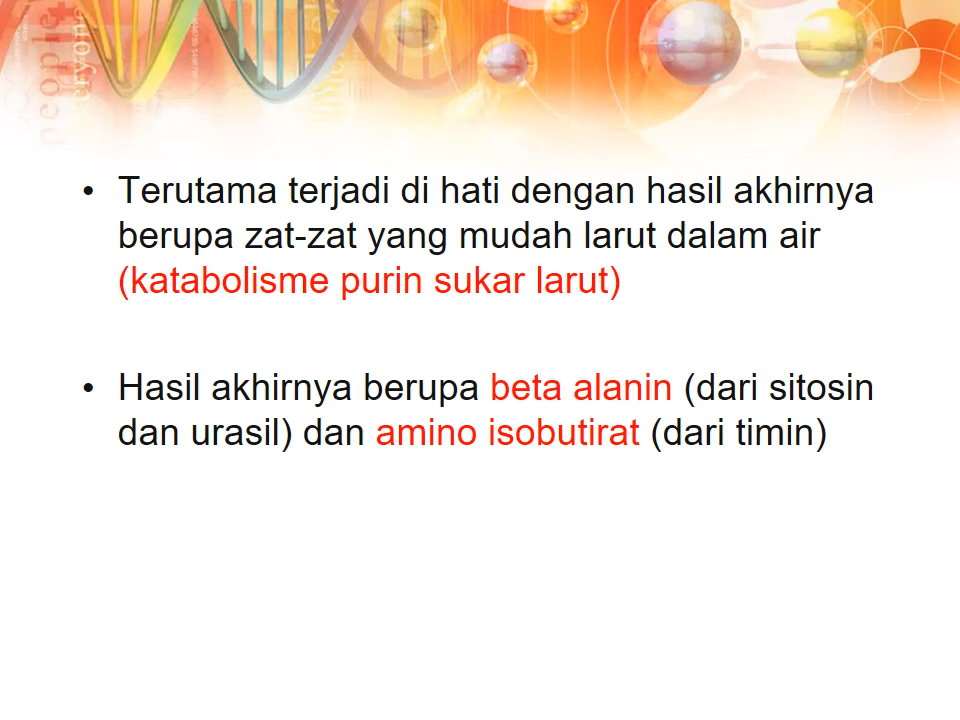 people
• Terutama terjadi di hati dengan hasil akhirnya
berupa zat-zat yang mudah larut dalam air
(katabolisme purin sukar larut)
• Hasil akhirnya berupa beta alanin (dari sitosin
dan urasil) dan amino isobutirat (dari timin)